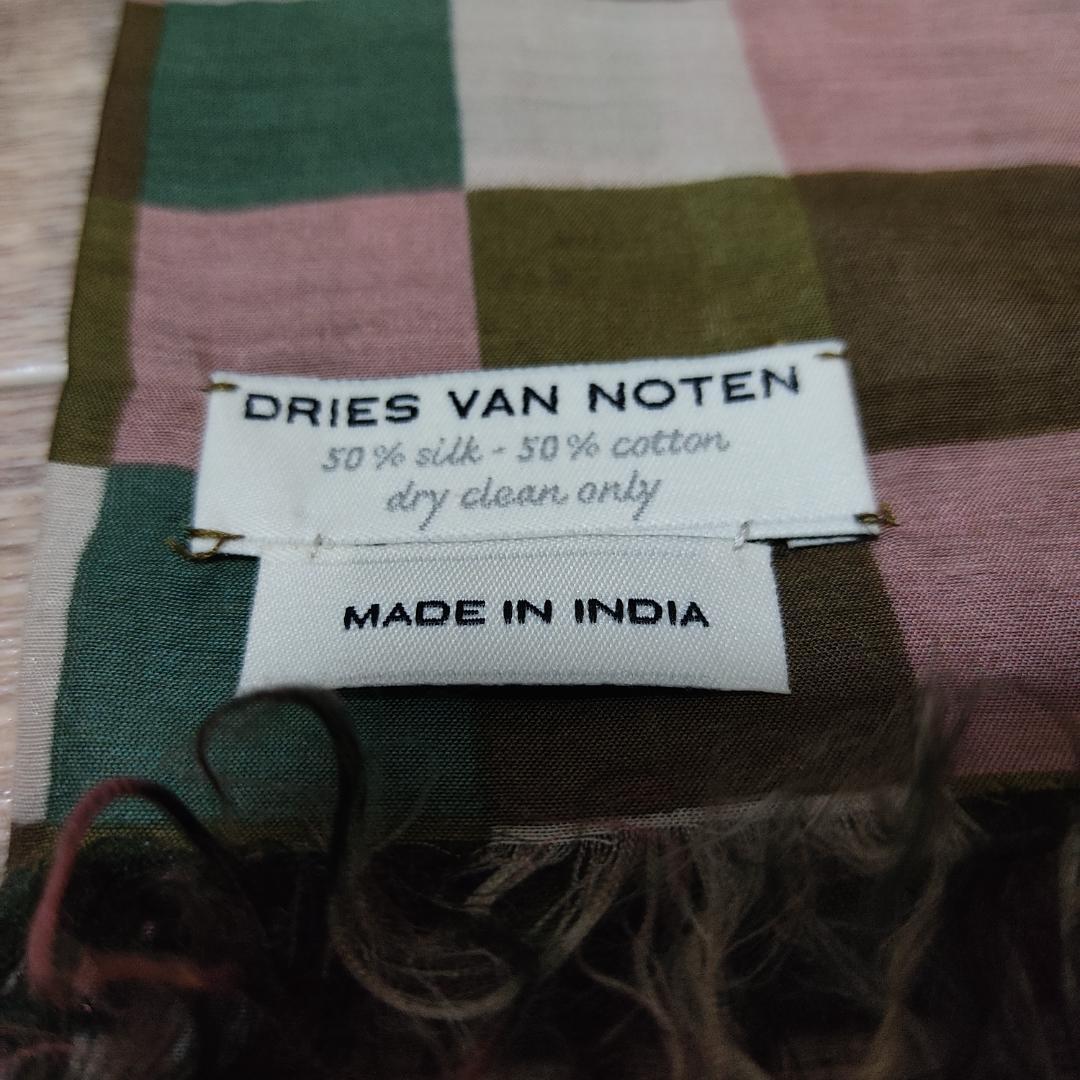 DRIES VAN NOTEN
50% silk - 50% cotton
dry clean only
MADE IN INDIA